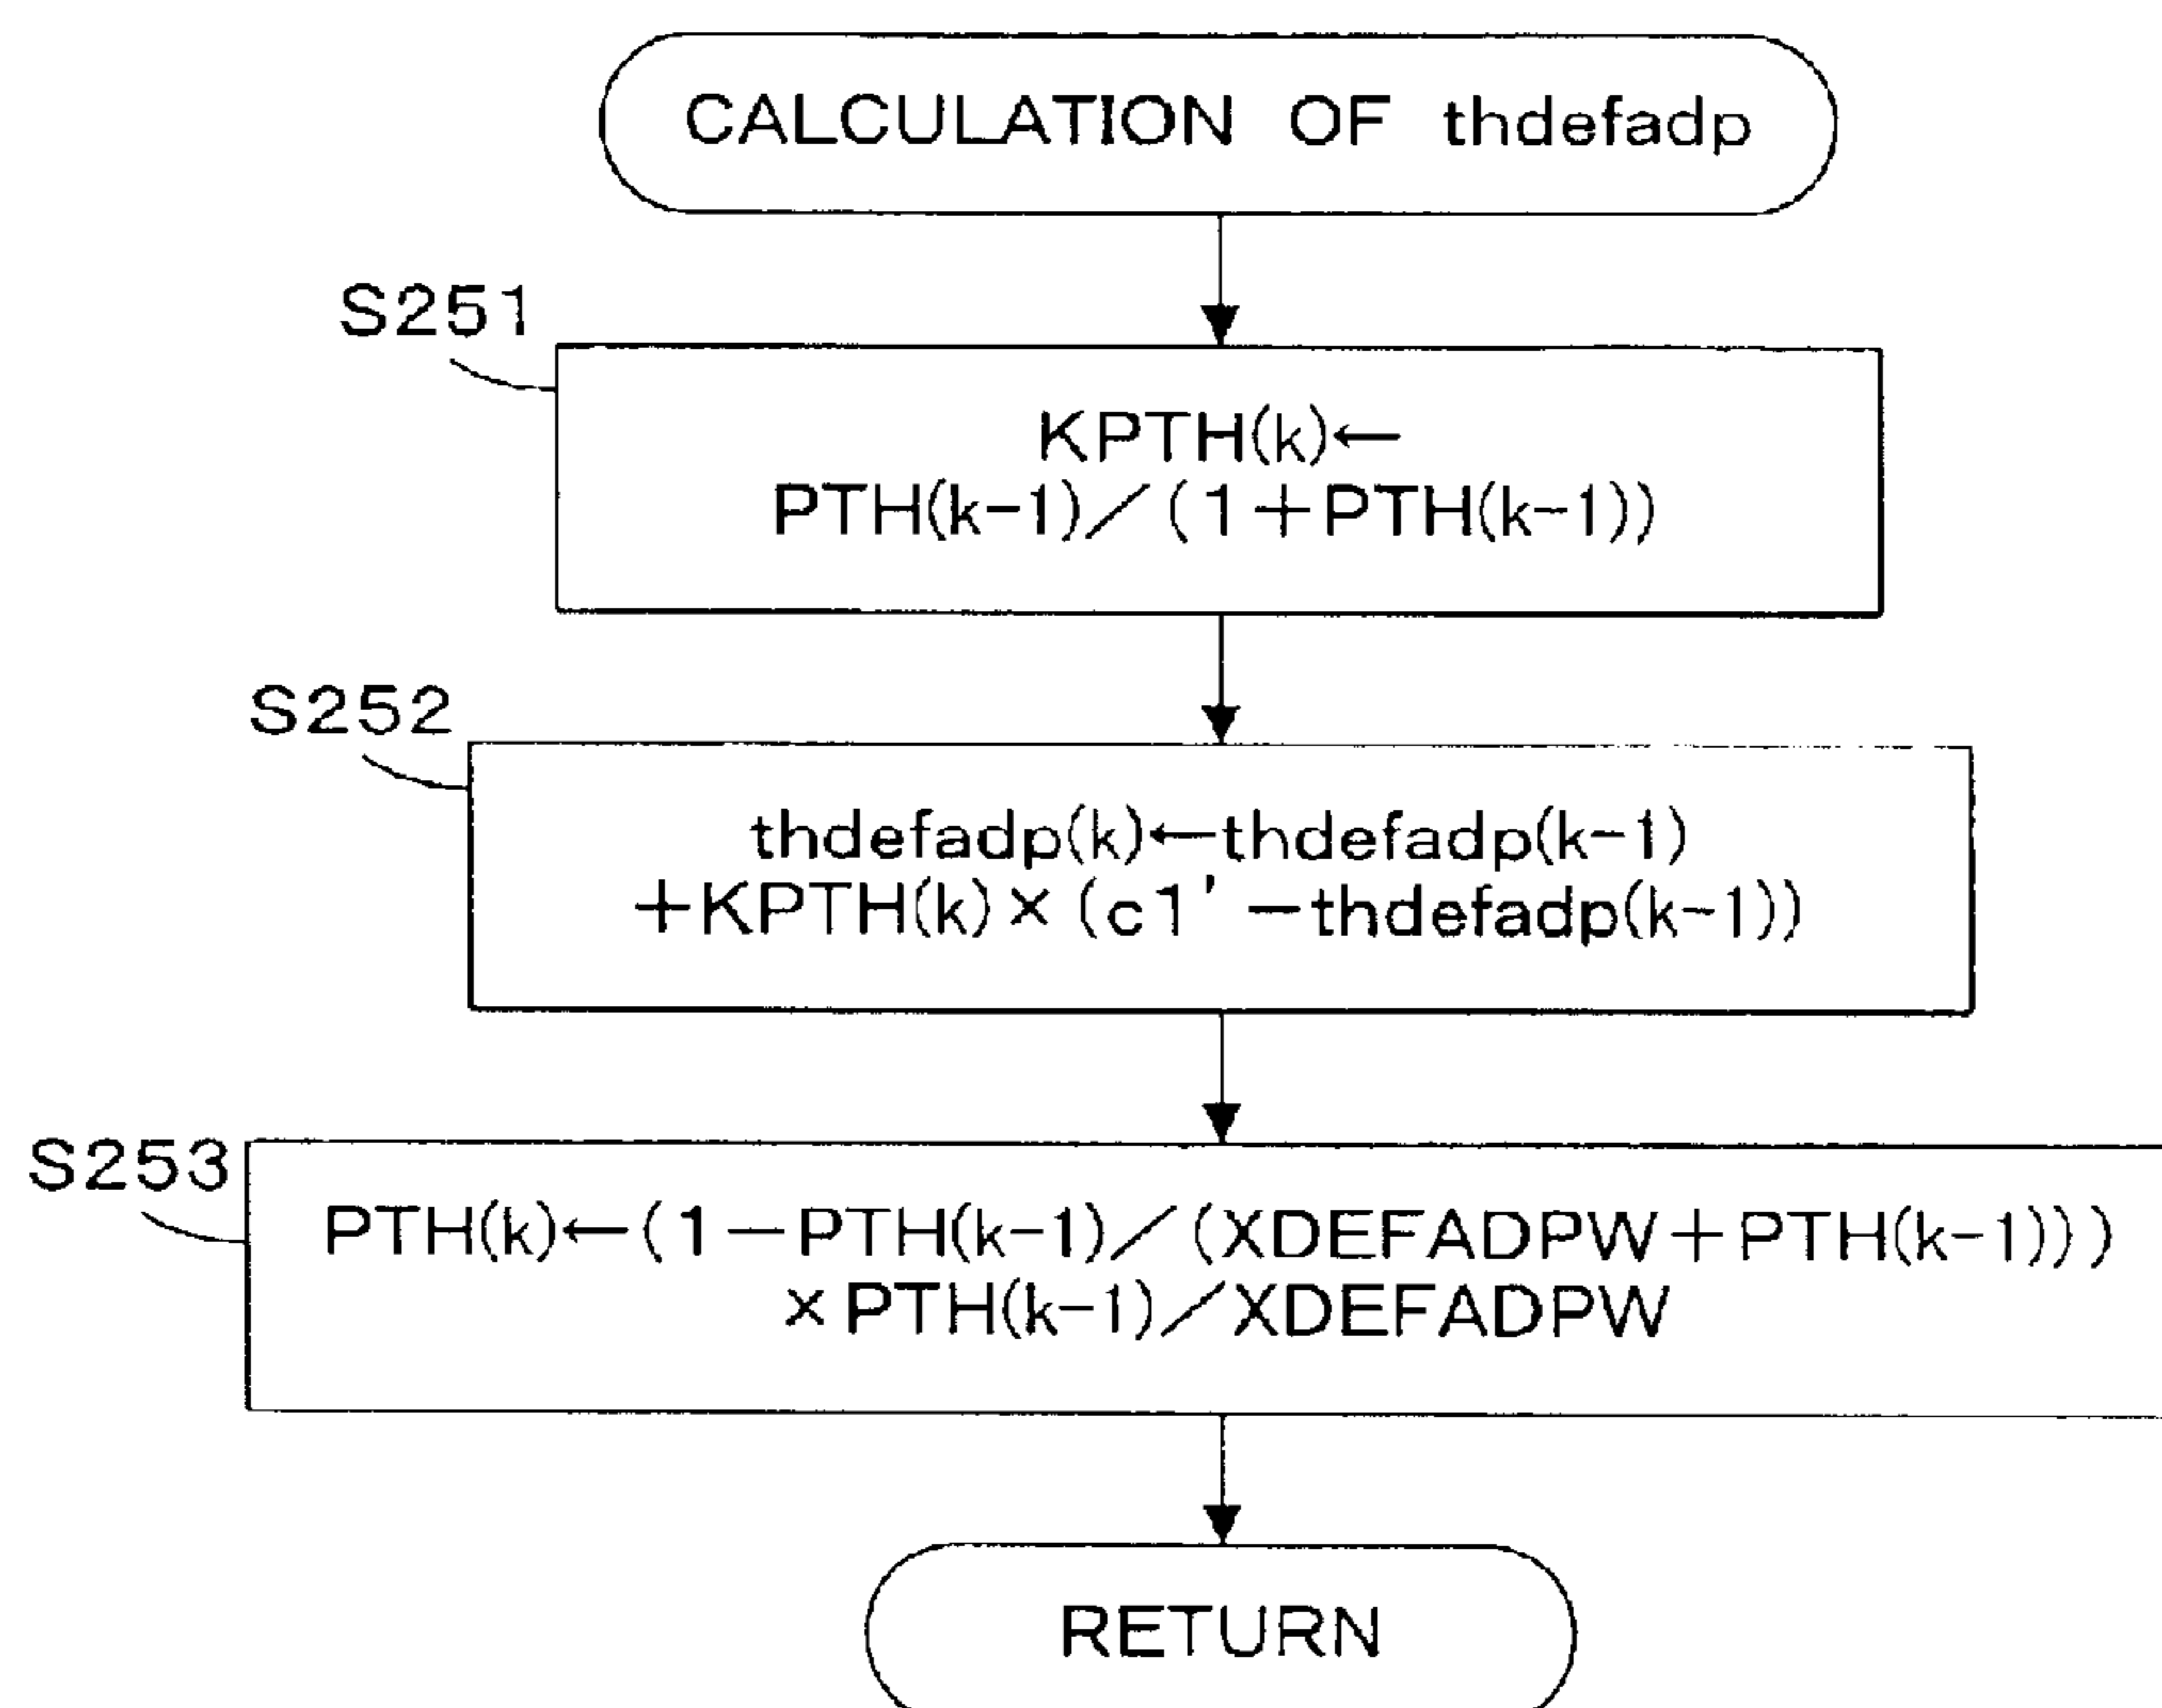 CALCULATION OF thdefadp
S251
KPTH(k)←
PTH(k-1)/(1+PTH(k-1))
S252
thdefadp(k)←thdefadp(k-1)
+KPTH(k)×(c1'-thdefadp(k-1))
S253
PTH(k)←(1-PTH(k-1)/(XDEFADPW+PTH(k-1)))
×PTH(k-1)/XDEFADPW
RETURN